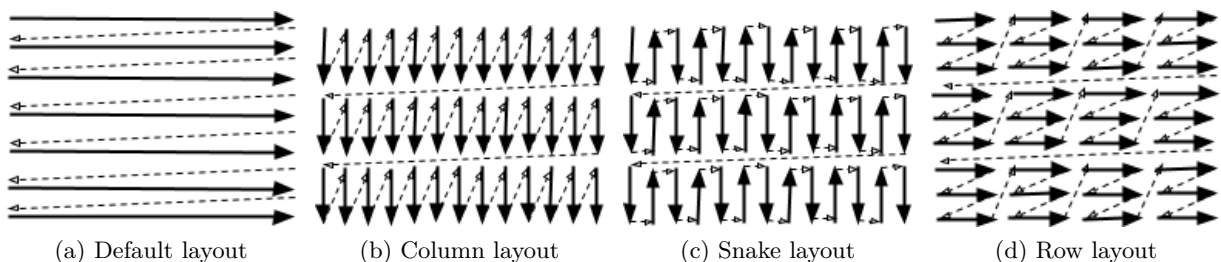 (a) Default layout
(b) Column layout
(c) Snake layout
(d) Row layout